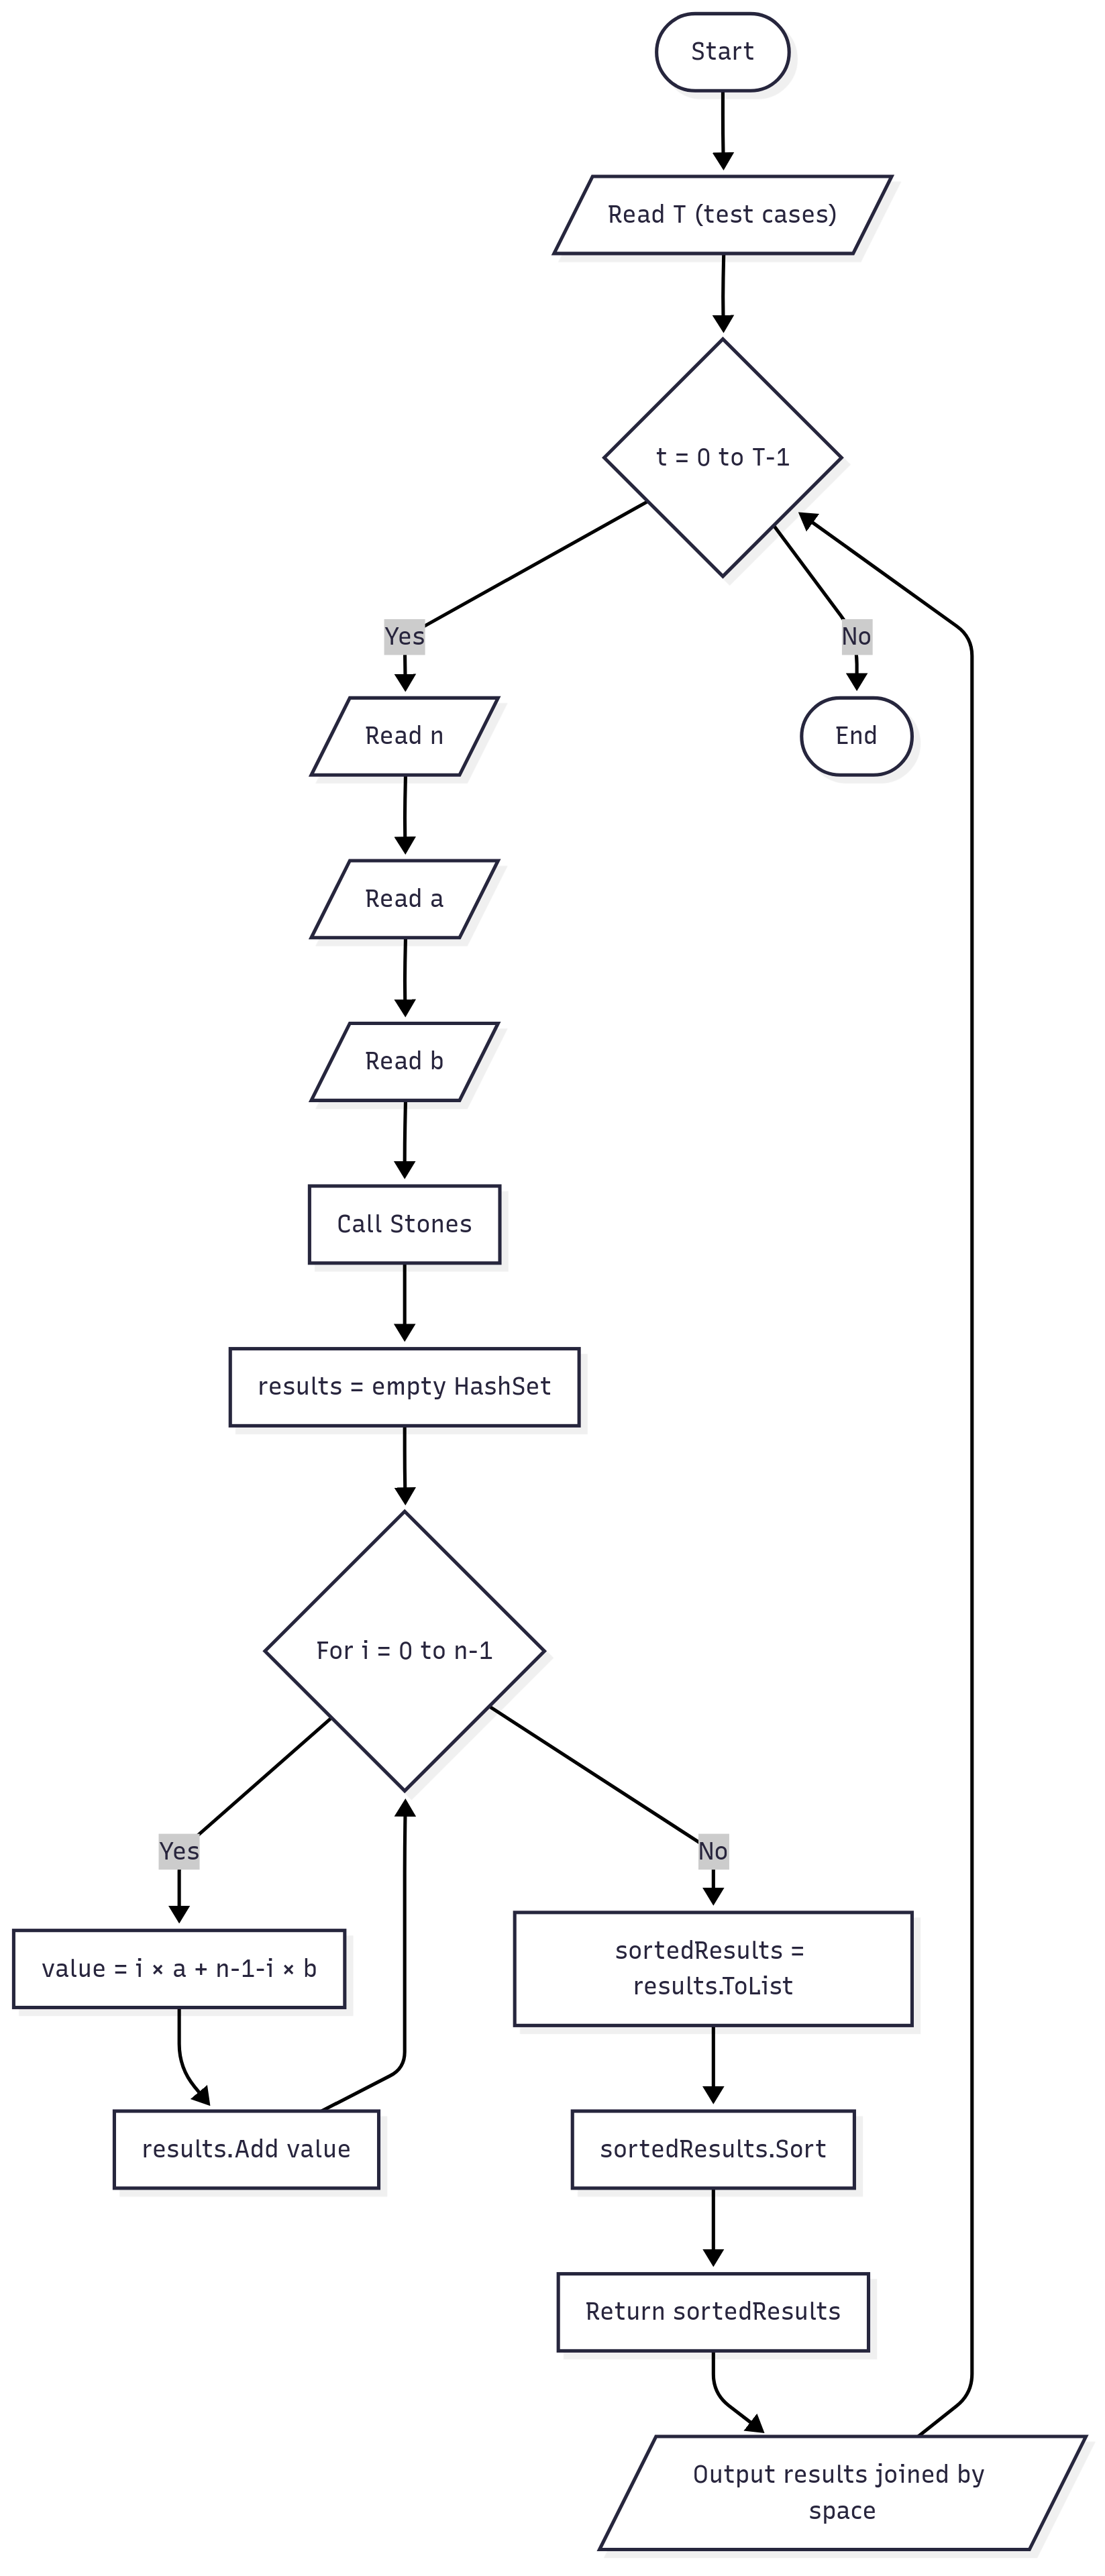 Start
Read T (test cases)
t = 0 to T-1
Yes
No
Read n
End
Read a
Read b
Call Stones
results = empty HashSet
For i = 0 to n-1
Yes
No
value = i × a + n-1-i × b
sortedResults =
results.ToList
results.Add value
sortedResults.Sort
Return sortedResults
Output results joined by
space